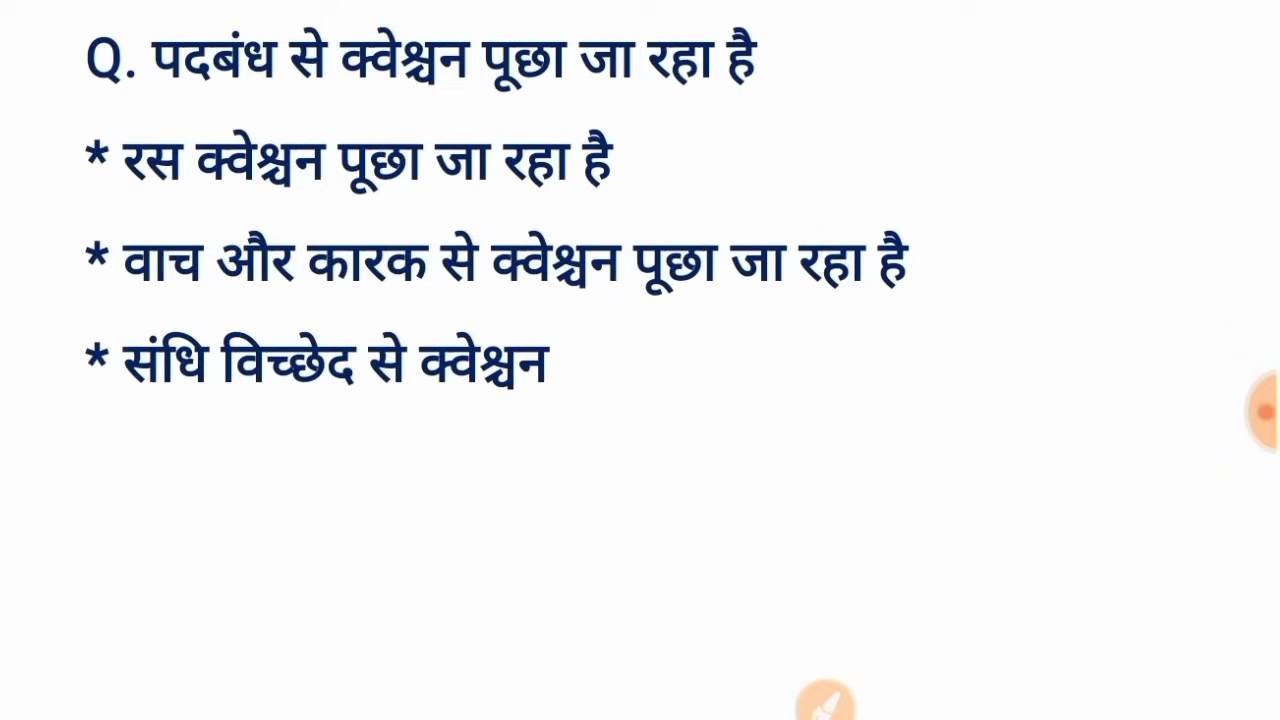 Q. पदबंध से क्वेश्चन पूछा जा रहा है
* रस क्वेश्चन पूछा जा रहा है
* वाच और कारक से क्वेश्चन पूछा जा रहा है
* संधि विच्छेद से क्वेश्चन